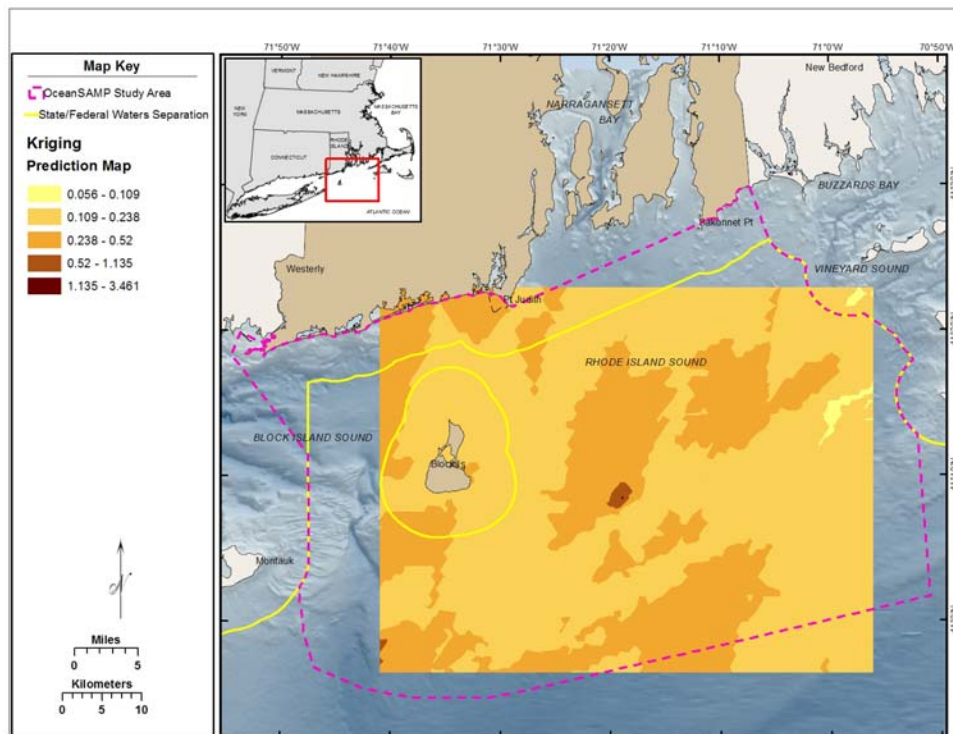 Map Key
OceanSAMP Study Area
State/Federal Waters Separation
Kriging
Prediction Map
0.056 - 0.109
0.109 - 0.238
0.238 - 0.52
0.52 - 1.135
1.135 - 3.461
Miles
0 5
Kilometers
0 5 10
71°50'W
71°40'W
71°30'W
71°20'W
71°10'W
71°0'W
70°50'W
VERMONT
NEW HAMPSHIRE
NEW YORK
MASSACHUSETTS
MASSACHUSETTS BAY
CONNECTICUT
RHODE ISLAND
ATLANTIC OCEAN
New Bedford
NARRAGANSETT
BAY
BUZZARDS BAY
Sakonnet Pt
Westerly
VINEYARD SOUND
Pt Judith
RHODE ISLAND SOUND
BLOCK ISLAND SOUND
Montauk